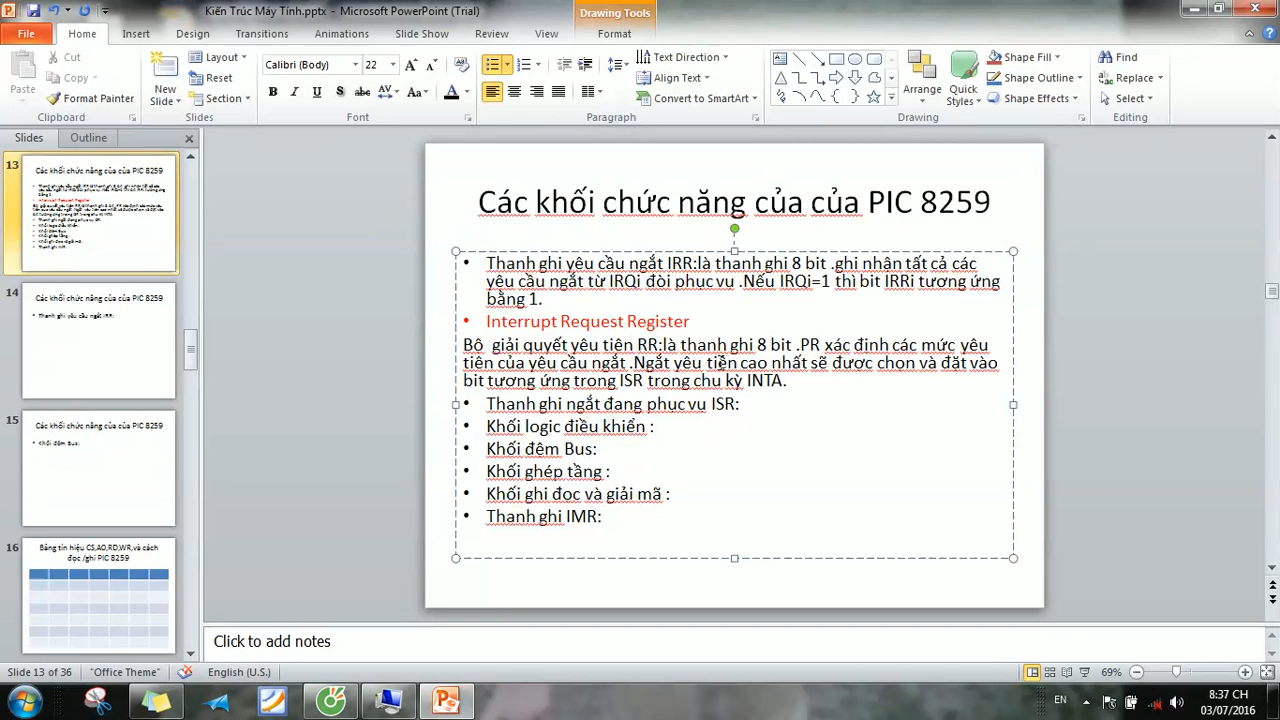 Kiến Trúc Máy Tính.pptx - Microsoft PowerPoint (Trial)
Drawing Tools
File Home Insert Design Transitions Animations Slide Show Review View Format
Paste
Cut
Copy
Format Painter
Clipboard
New Slide
Layout
Reset
Section
Slides
Calibri (Body) 22
Font
Paragraph
Text Direction
Align Text
Convert to SmartArt
Arrange
Quick Styles
Shape Fill
Shape Outline
Shape Effects
Drawing
Find
Replace
Select
Editing
Slides Outline
13
Các khối chức năng của của PIC 8259
14
Các khối chức năng của của PIC 8259
Thanh ghi yêu cầu ngắt IRR:
15
Các khối chức năng của của PIC 8259
Khối đệm Bus:
16
Bảng tín hiệu CS,A0,RD,WR,và cách
đọc /ghi PIC 8259
Các khối chức năng của của PIC 8259
• Thanh ghi yêu cầu ngắt IRR:là thanh ghi 8 bit .ghi nhận tất cả các
yêu cầu ngắt từ IRQi đòi phục vụ .Nếu IRQi=1 thì bit IRRi tương ứng
bằng 1.
• Interrupt Request Register
Bộ giải quyết yêu tiên RR:là thanh ghi 8 bit .PR xác định các mức yêu
tiên của yêu cầu ngắt .Ngắt yêu tiên cao nhất sẽ được chọn và đặt vào
bit tương ứng trong ISR trong chu kỳ INTA.
• Thanh ghi ngắt đang phục vụ ISR:
• Khối logic điều khiển :
• Khối đệm Bus:
• Khối ghép tầng :
• Khối ghi đọc và giải mã :
• Thanh ghi IMR:
Click to add notes
Slide 13 of 36 "Office Theme" English (U.S.) 69%
EN 8:37 CH
03/07/2016